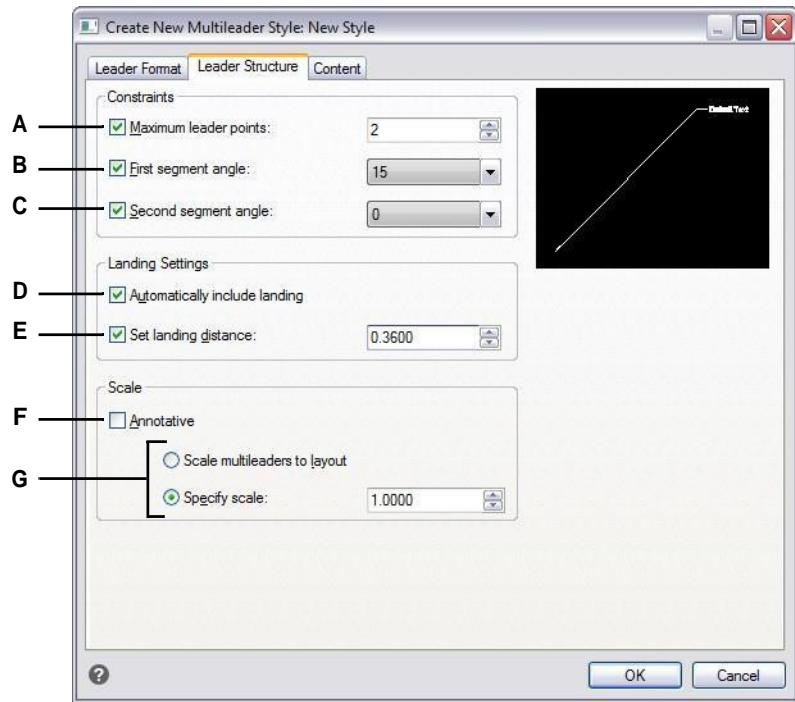 Create New Multileader Style: New Style
Leader Format Leader Structure Content
Constraints
A Maximum leader points: 2
B First segment angle: 15
C Second segment angle: 0
Default Text
Landing Settings
D Automatically include landing
E Set landing distance: 0.3600
Scale
F Annotative
G
Scale multileaders to layout
Specify scale: 1.0000
OK Cancel